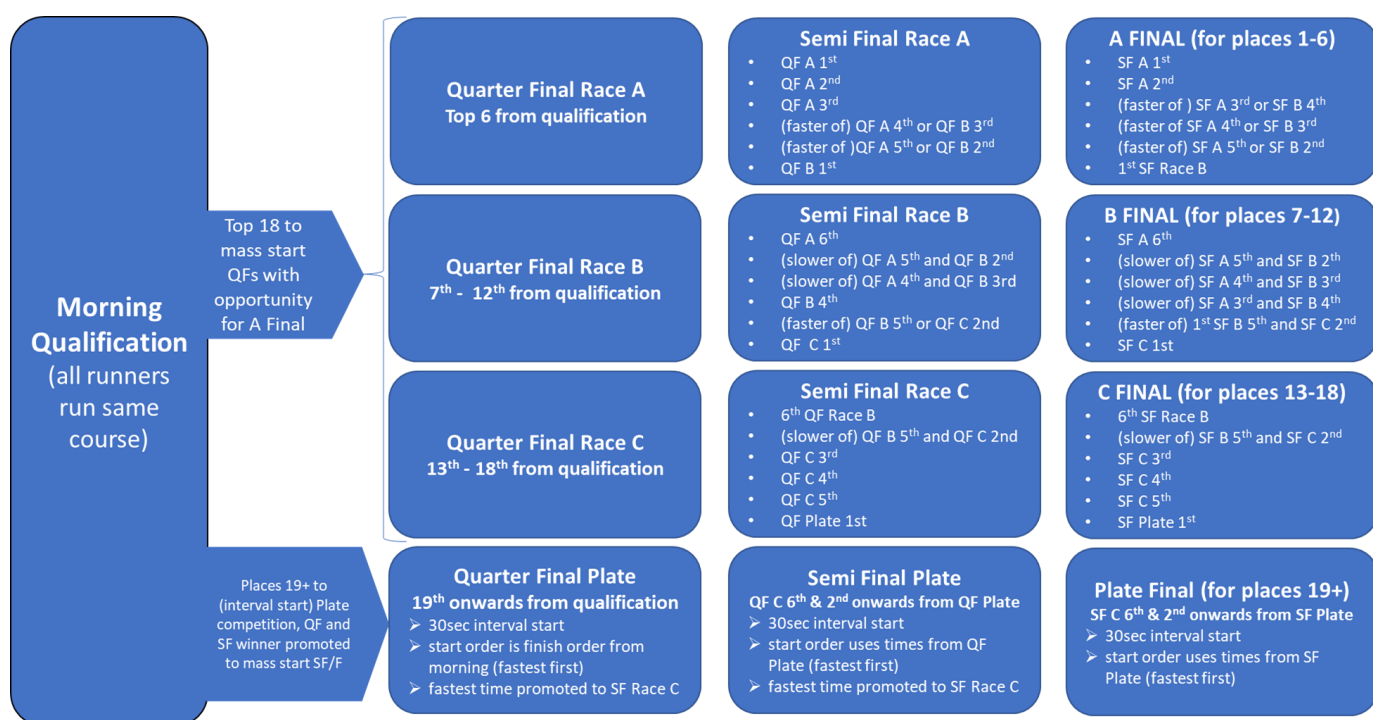 Morning
Qualification
(all runners
run same
course)
Top 18 to
mass start
QFs with
opportunity
for A Final
Places 19+ to
(interval start) Plate
competition, QF and
SF winner promoted
to mass start SF/F
Quarter Final Race A
Top 6 from qualification
Quarter Final Race B
7th - 12th from qualification
Quarter Final Race C
13th - 18th from qualification
Quarter Final Plate
19th onwards from qualification
➢ 30sec interval start
➢ start order is finish order from
morning (fastest first)
➢ fastest time promoted to SF Race C
Semi Final Race A
• QF A 1st
• QF A 2nd
• QF A 3rd
• (faster of) QF A 4th or QF B 3rd
• (faster of )QF A 5th or QF B 2nd
• QF B 1st
Semi Final Race B
• QF A 6th
• (slower of) QF A 5th and QF B 2nd
• (slower of) QF A 4th and QF B 3rd
• QF B 4th
• (faster of) QF B 5th or QF C 2nd
• QF C 1st
Semi Final Race C
• 6th QF Race B
• (slower of) QF B 5th and QF C 2nd
• QF C 3rd
• QF C 4th
• QF C 5th
• QF Plate 1st
Semi Final Plate
QF C 6th & 2nd onwards from QF Plate
➢ 30sec interval start
➢ start order uses times from QF
Plate (fastest first)
➢ fastest time promoted to SF Race C
A FINAL (for places 1-6)
• SF A 1st
• SF A 2nd
• (faster of ) SF A 3rd or SF B 4th
• (faster of SF A 4th or SF B 3rd
• (faster of) SF A 5th or SF B 2nd
• 1st SF Race B
B FINAL (for places 7-12)
• SF A 6th
• (slower of) SF A 5th and SF B 2th
• (slower of) SF A 4th and SF B 3rd
• (slower of) SF A 3rd and SF B 4th
• (faster of) 1st SF B 5th and SF C 2nd
• SF C 1st
C FINAL (for places 13-18)
• 6th SF Race B
• (slower of) SF B 5th and SF C 2nd
• SF C 3rd
• SF C 4th
• SF C 5th
• SF Plate 1st
Plate Final (for places 19+)
SF C 6th & 2nd onwards from SF Plate
➢ 30sec interval start
➢ start order uses times from SF
Plate (fastest first)